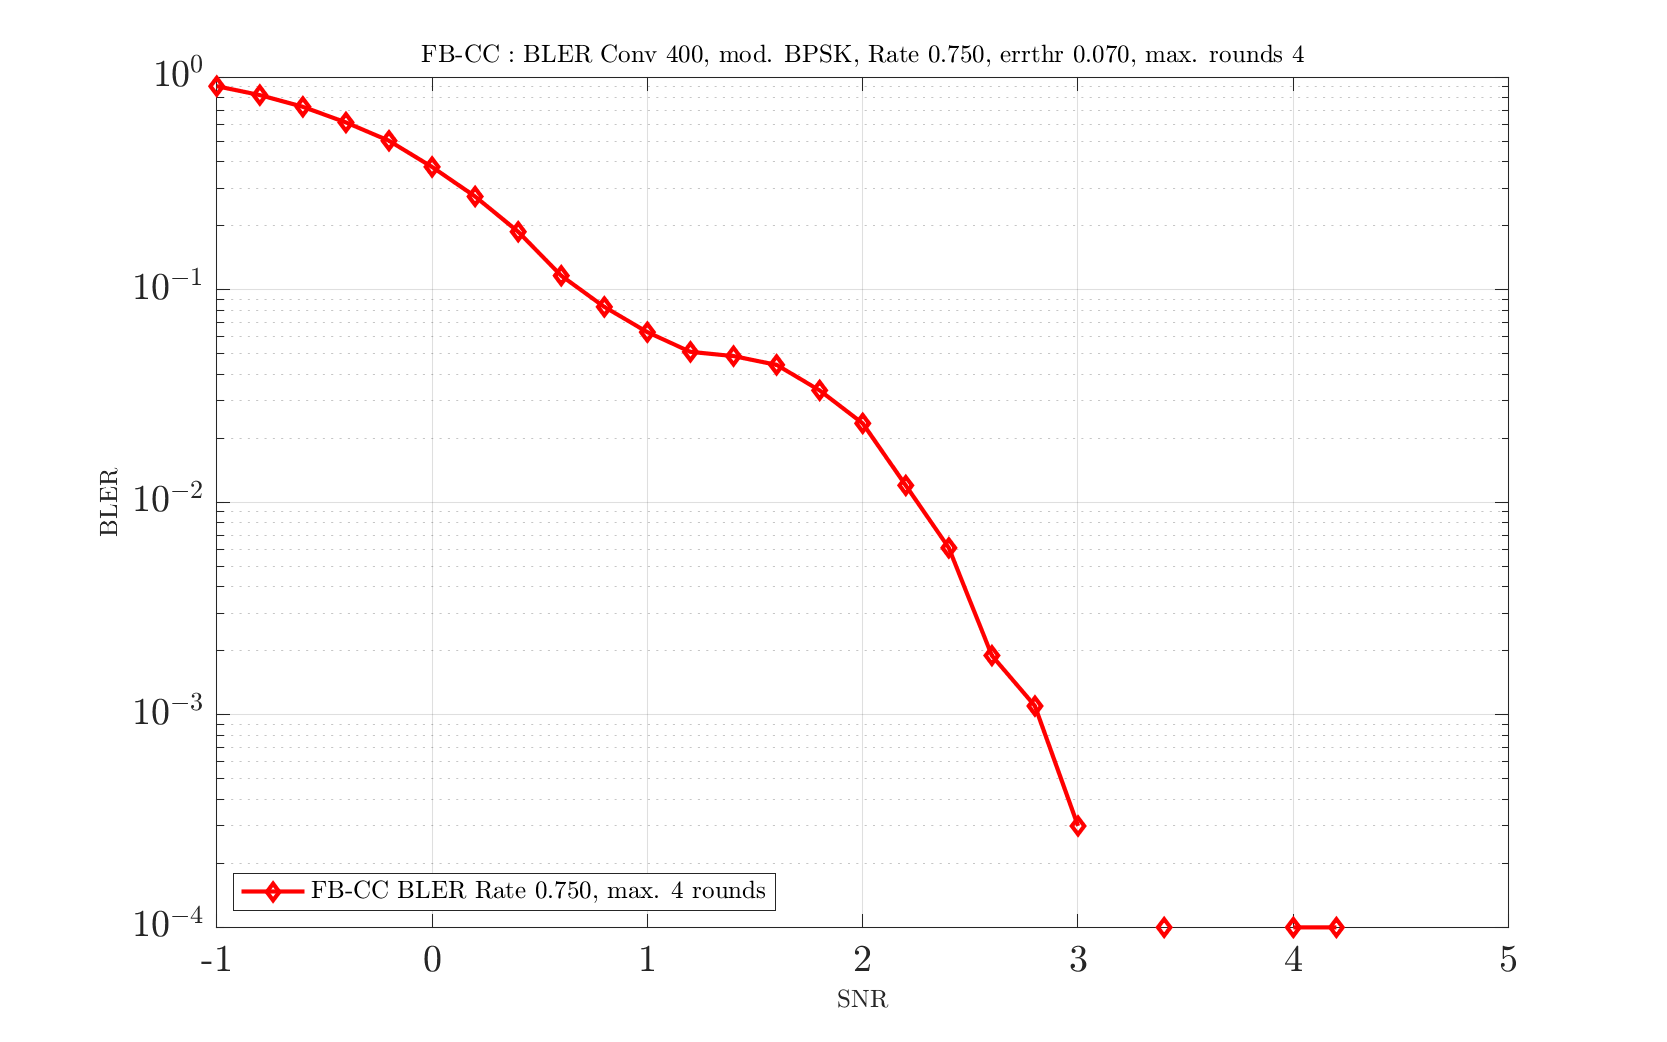 FB-CC : BLER Conv 400, mod. BPSK, Rate 0.750, errthr 0.070, max. rounds 4
10^0
10^-1
10^-2
10^-3
10^-4
BLER
FB-CC BLER Rate 0.750, max. 4 rounds
-1 0 1 2 3 4 5
SNR